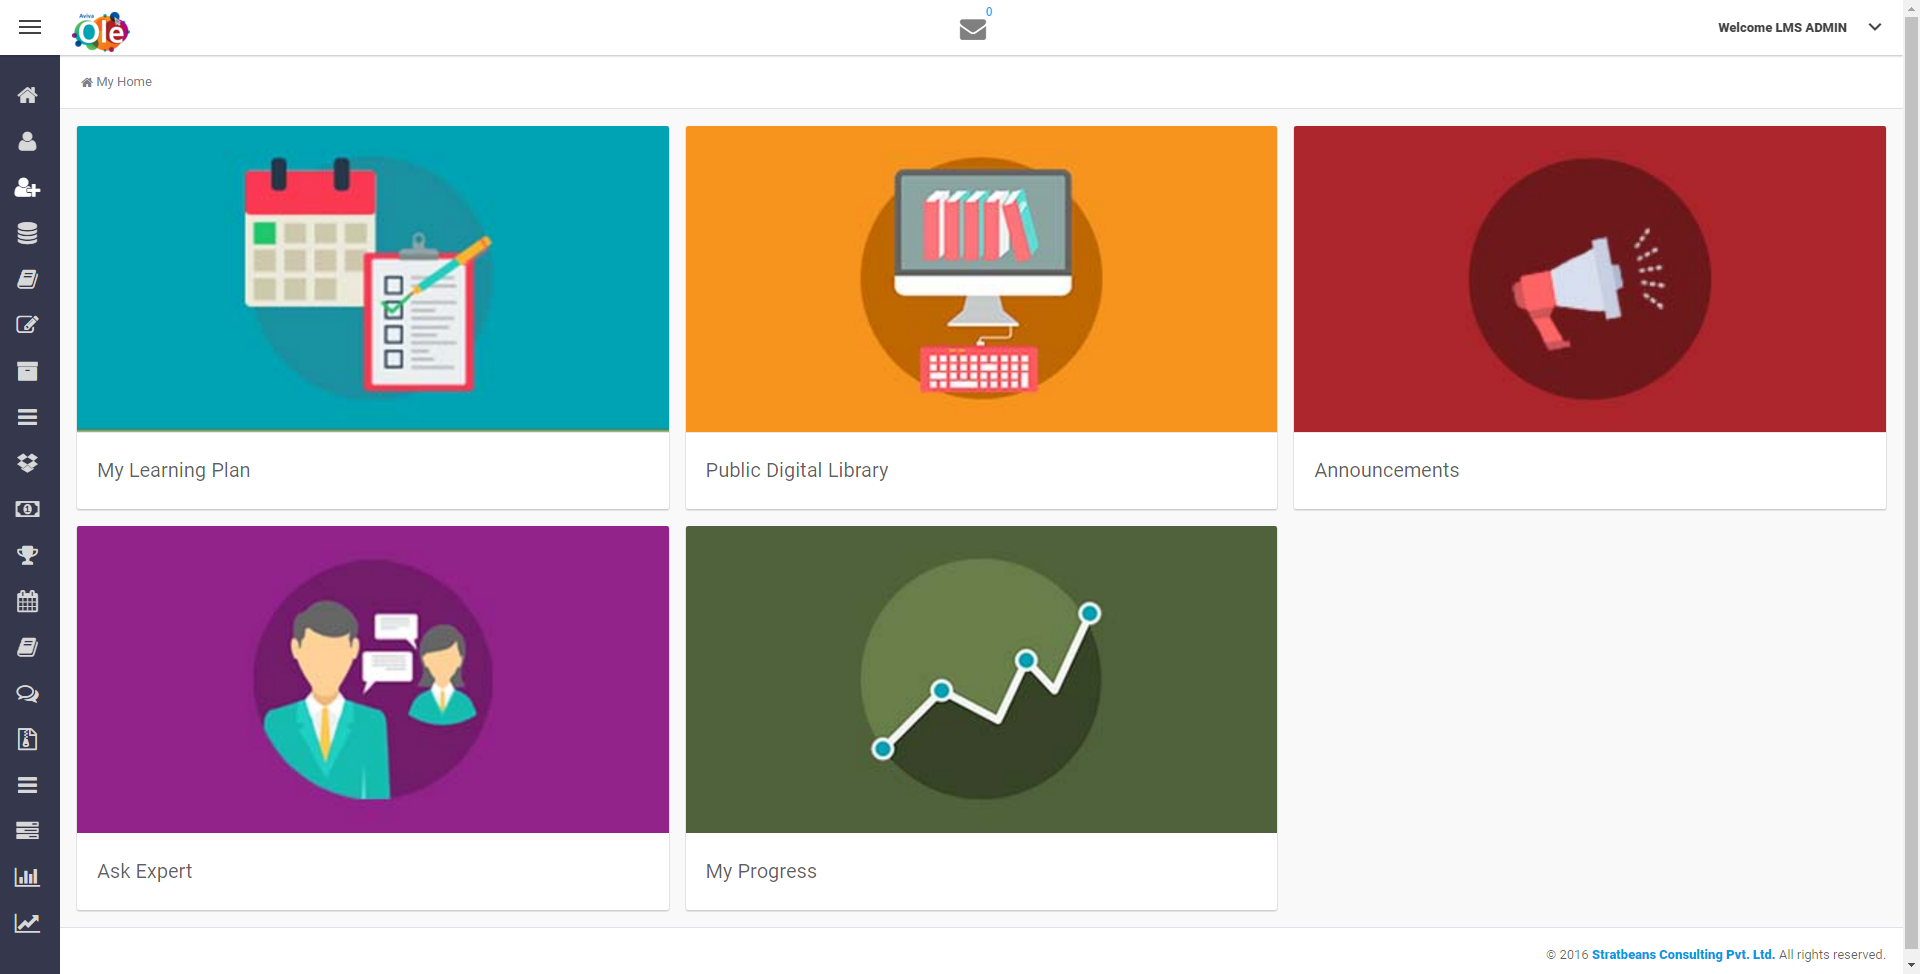 Aviva
Ole
0
Welcome LMS ADMIN
My Home
My Learning Plan
Public Digital Library
Announcements
Ask Expert
My Progress
© 2016 Stratbeans Consulting Pvt. Ltd. All rights reserved.